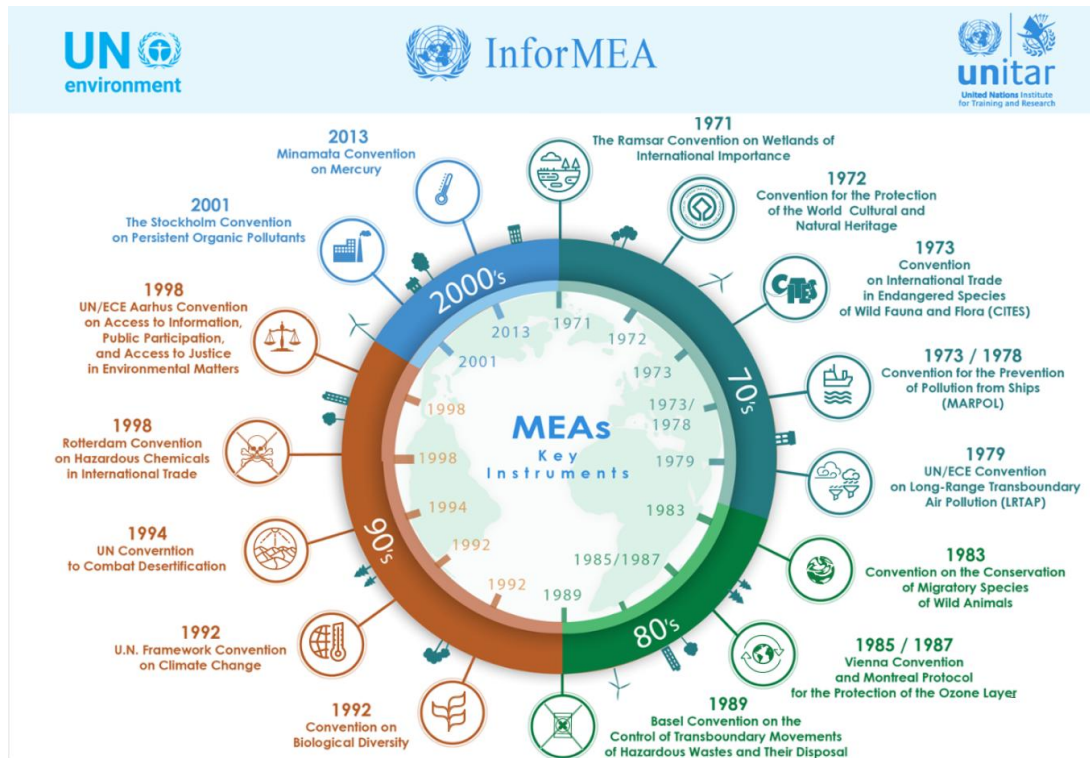 UN
environment
InforMEA
unitar
United Nations Institute
for Training and Research
1971
The Ramsar Convention on Wetlands of
International Importance
1972
Convention for the Protection
of the World Cultural and
Natural Heritage
1973
Convention
on International Trade
in Endangered Species
of Wild Fauna and Flora (CITES)
CITES
1973 / 1978
Convention for the Prevention
of Pollution from Ships
(MARPOL)
1979
UN/ECE Convention
on Long-Range Transboundary
Air Pollution (LRTAP)
1983
Convention on the Conservation
of Migratory Species
of Wild Animals
1985 / 1987
Vienna Convention
and Montreal Protocol
for the Protection of the Ozone Layer
1989
Basel Convention on the
Control of Transboundary Movements
of Hazardous Wastes and Their Disposal
1992
Convention on
Biological Diversity
1992
U.N. Framework Convention
on Climate Change
1994
UN Convention
to Combat Desertification
1998
Rotterdam Convention
on Hazardous Chemicals
in International Trade
1998
UN/ECE Aarhus Convention
on Access to Information,
Public Participation,
and Access to Justice
in Environmental Matters
2001
The Stockholm Convention
on Persistent Organic Pollutants
2013
Minamata Convention
on Mercury
2000's
70's
80's
90's
1971
1972
1973
1973/
1978
1979
1983
1985/1987
1989
1992
1992
1994
1998
1998
2001
2013
MEAs
Key
Instruments